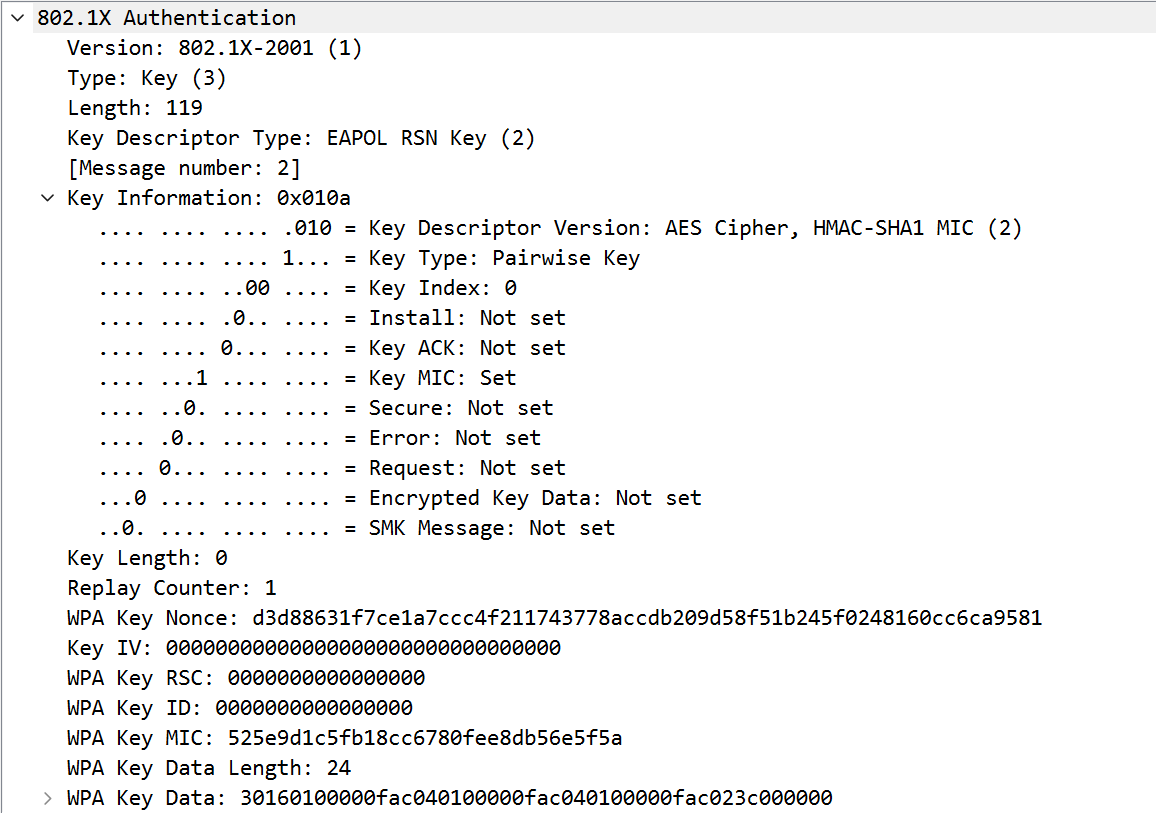 802.1X Authentication
Version: 802.1X-2001 (1)
Type: Key (3)
Length: 119
Key Descriptor Type: EAPOL RSN Key (2)
[Message number: 2]
Key Information: 0x010a
.... .... .... .010 = Key Descriptor Version: AES Cipher, HMAC-SHA1 MIC (2)
.... .... .... 1... = Key Type: Pairwise Key
.... .... ..00 .... = Key Index: 0
.... .... .0.. .... = Install: Not set
.... .... 0... .... = Key ACK: Not set
.... ...1 .... .... = Key MIC: Set
.... ..0. .... .... = Secure: Not set
.... .0.. .... .... = Error: Not set
.... 0... .... .... = Request: Not set
...0 .... .... .... = Encrypted Key Data: Not set
..0. .... .... .... = SMK Message: Not set
Key Length: 0
Replay Counter: 1
WPA Key Nonce: d3d88631f7ce1a7ccc4f211743778accdb209d58f51b245f0248160cc6ca9581
Key IV: 00000000000000000000000000000000
WPA Key RSC: 0000000000000000
WPA Key ID: 0000000000000000
WPA Key MIC: 525e9d1c5fb18cc6780fee8db56e5f5a
WPA Key Data Length: 24
WPA Key Data: 30160100000fac040100000fac040100000fac023c000000